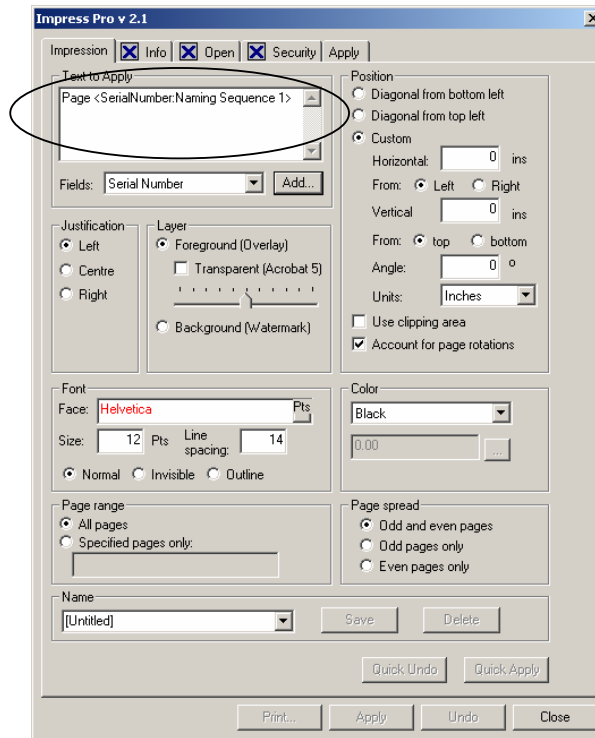 Impress Pro v 2.1
Impression Info Open Security Apply
Text to Apply
Page <SerialNumber:Naming Sequence 1>
Fields: Serial Number Add...
Position
Diagonal from bottom left
Diagonal from top left
Custom
Horizontal: 0 ins
From: Left Right
Vertical 0 ins
From: top bottom
Angle: 0 °
Units: Inches
Use clipping area
Account for page rotations
Justification
Left
Centre
Right
Layer
Foreground (Overlay)
Transparent (Acrobat 5)
Background (Watermark)
Font
Face: Helvetica Pts
Size: 12 Pts Line spacing: 14
Normal Invisible Outline
Color
Black
0.00 ...
Page range
All pages
Specified pages only:
Page spread
Odd and even pages
Odd pages only
Even pages only
Name
[Untitled] Save Delete
Quick Undo Quick Apply
Print... Apply Undo Close